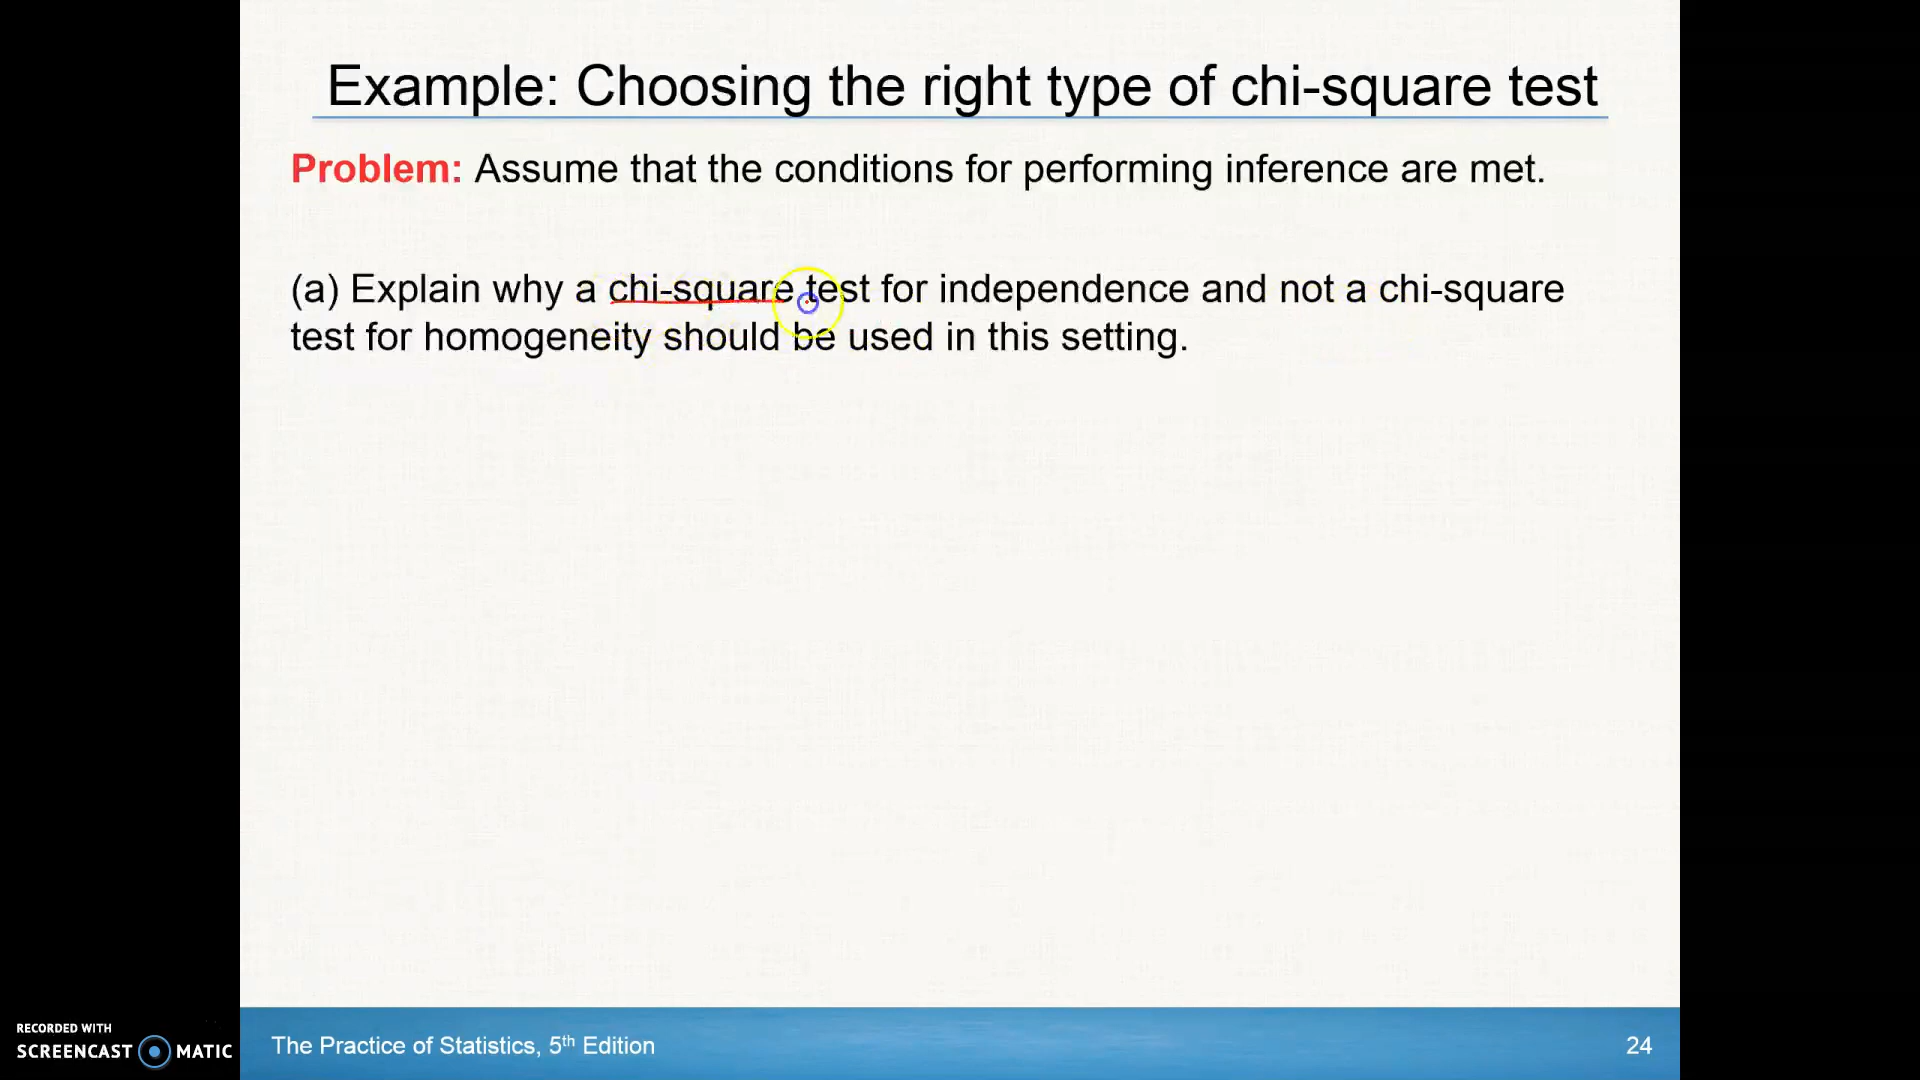 Example: Choosing the right type of chi-square test
Problem: Assume that the conditions for performing inference are met.
(a) Explain why a chi-square test for independence and not a chi-square
test for homogeneity should be used in this setting.
RECORDED WITH
SCREENCAST MATIC
The Practice of Statistics, 5th Edition
24